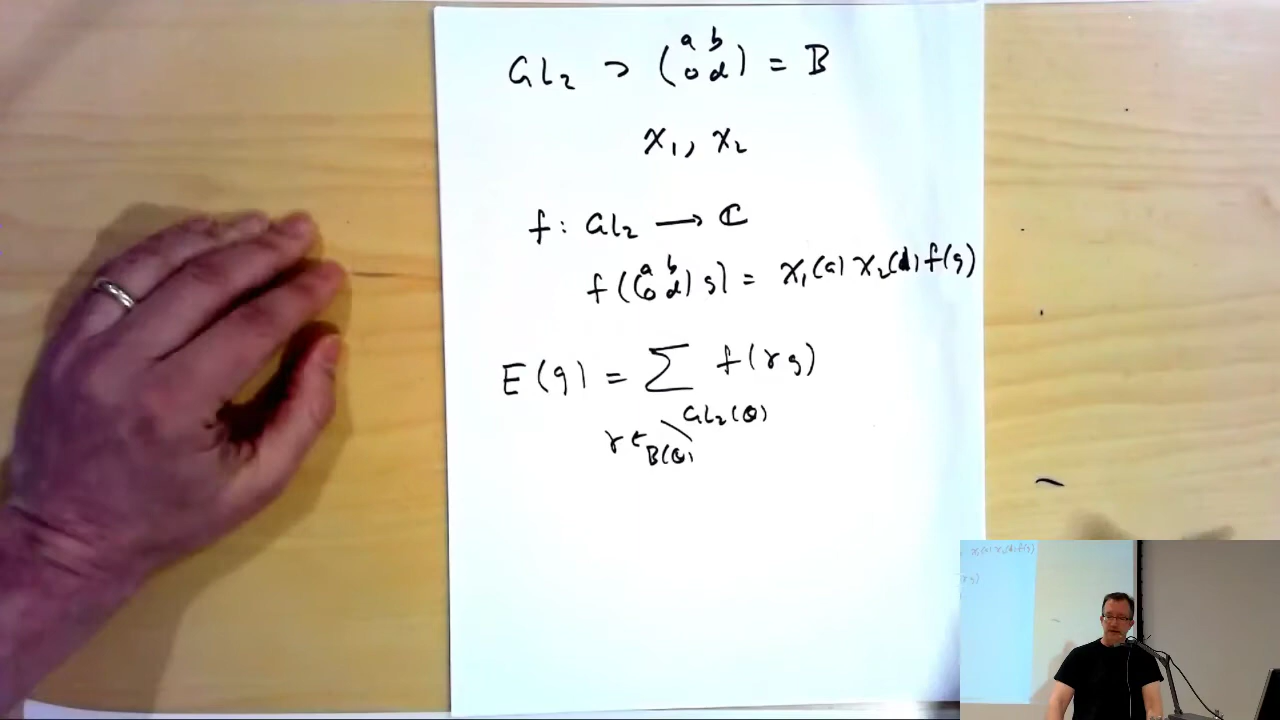 GL₂ ⊃ (a b 0 d) = B
χ₁, χ₂
f: GL₂ ⟶ ℂ
f((a b 0 d) g) = χ₁(a) χ₂(d) f(g)
E(g) = ∑ f(γg)
γ ∈ B(ℚ)\GL₂(ℚ)